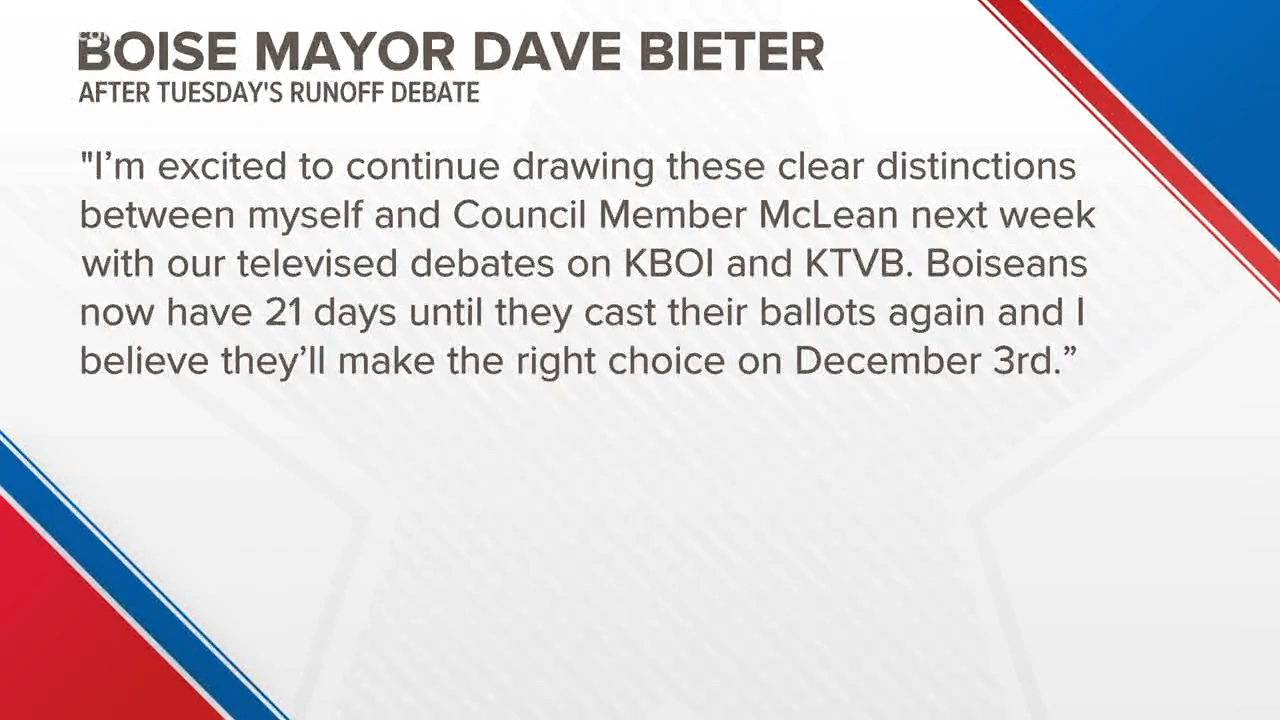 BOISE MAYOR DAVE BIETER
AFTER TUESDAY'S RUNOFF DEBATE
"I’m excited to continue drawing these clear distinctions
between myself and Council Member McLean next week
with our televised debates on KBOI and KTVB. Boiseans
now have 21 days until they cast their ballots again and I
believe they’ll make the right choice on December 3rd.”